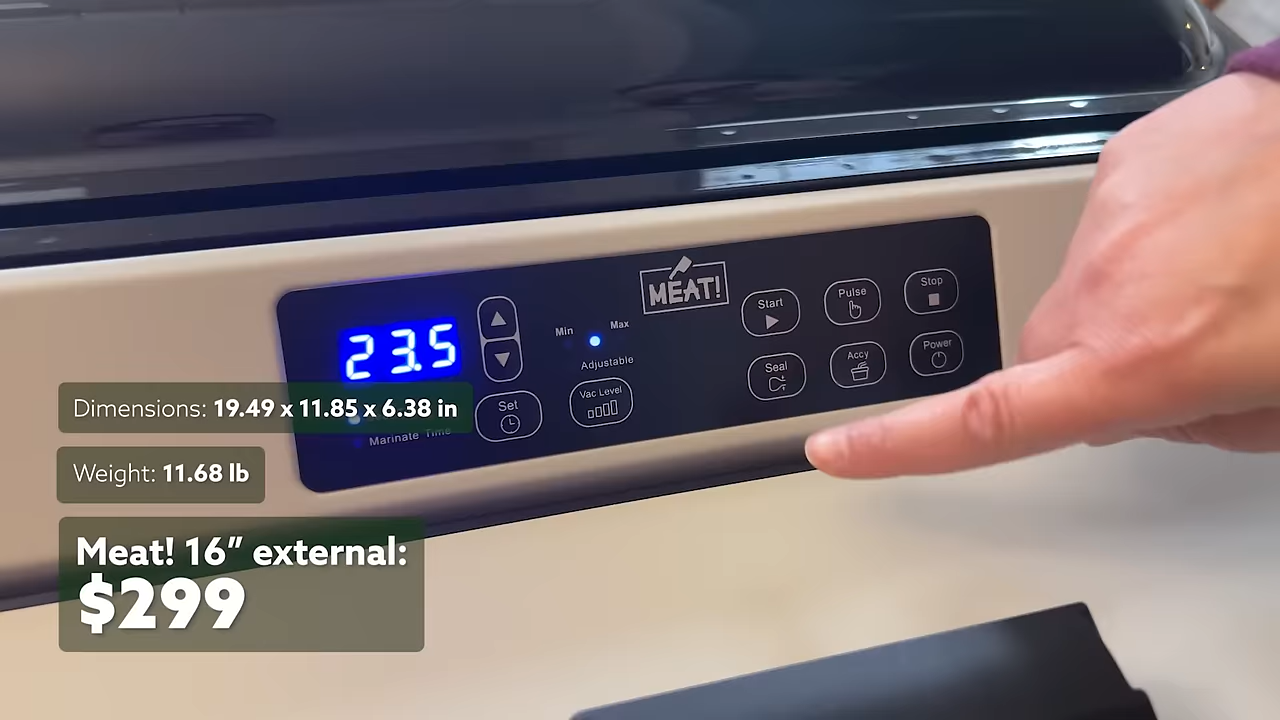 MEAT!
Start
Pulse
Stop
23.5
Min
Max
Adjustable
Seal
Accy
Power
Set
Vac Level
Marinate Time
Dimensions: 19.49 x 11.85 x 6.38 in
Weight: 11.68 lb
Meat! 16″ external:
$299